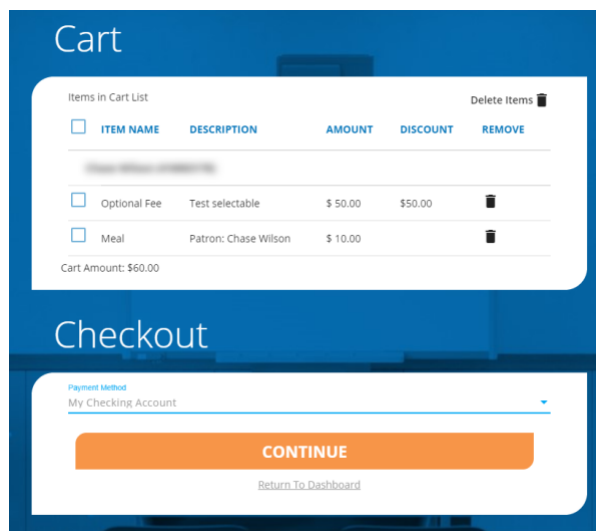 Cart
Items in Cart List
Delete Items
ITEM NAME DESCRIPTION AMOUNT DISCOUNT REMOVE
Optional Fee Test selectable $ 50.00 $50.00
Meal Patron: Chase Wilson $ 10.00
Cart Amount: $60.00
Checkout
Payment Method
My Checking Account
CONTINUE
Return To Dashboard